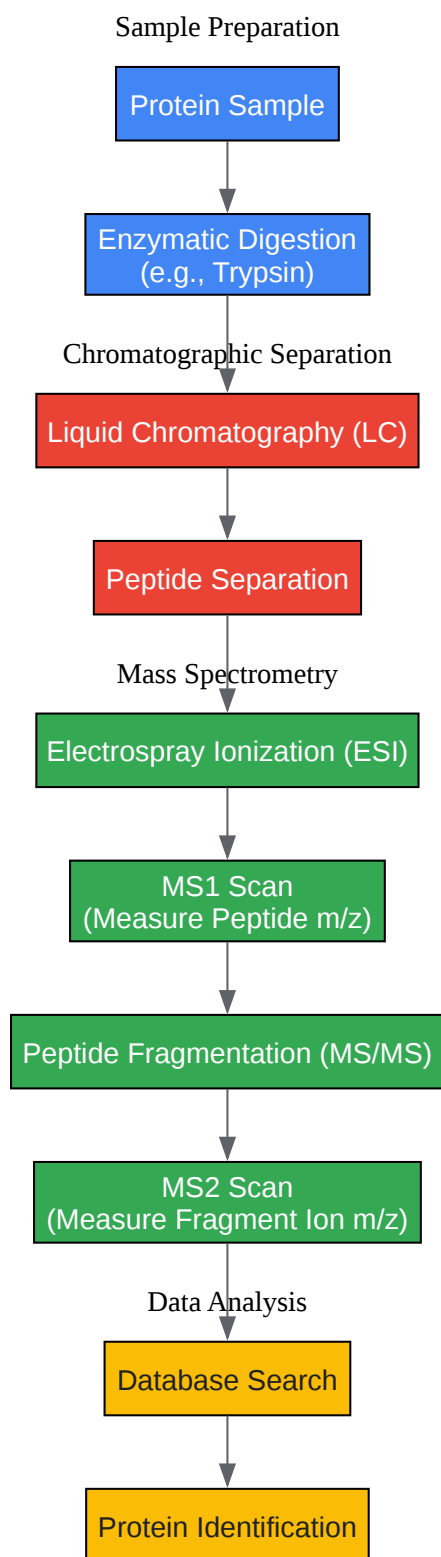 Sample Preparation
Protein Sample
Enzymatic Digestion
(e.g., Trypsin)
Chromatographic Separation
Liquid Chromatography (LC)
Peptide Separation
Mass Spectrometry
Electrospray Ionization (ESI)
MS1 Scan
(Measure Peptide m/z)
Peptide Fragmentation (MS/MS)
MS2 Scan
(Measure Fragment Ion m/z)
Data Analysis
Database Search
Protein Identification